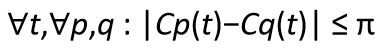 ∀t,∀p,q : |Cp(t)−Cq(t)| ≤ π